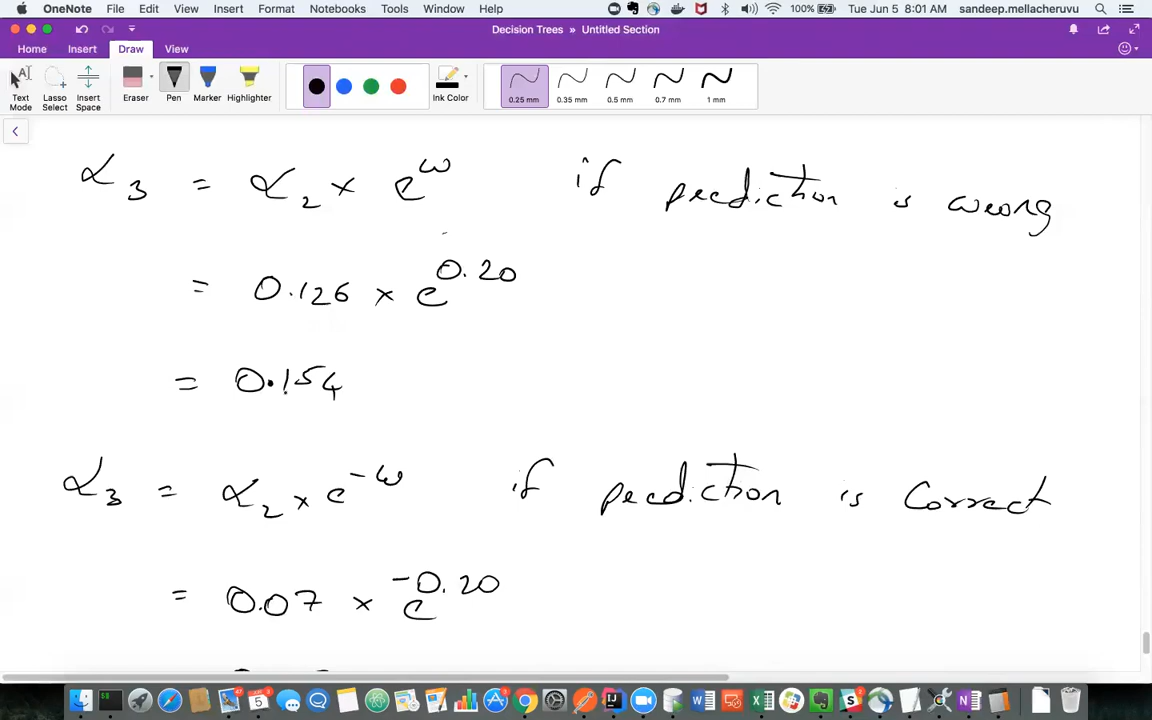 OneNote File Edit View Insert Format Notebooks Tools Window Help 100% Tue Jun 5 8:01 AM sandeep.mellacheruvu
Decision Trees » Untitled Section
Home Insert Draw View
Text Mode Lasso Select Insert Space Eraser Pen Marker Highlighter Ink Color 0.25 mm 0.35 mm 0.5 mm 0.7 mm 1 mm
α₃ = α₂ × e^ω if prediction is wrong
= 0.126 × e^0.20
= 0.154
α₃ = α₂ × e^-ω if prediction is correct
= 0.07 × e^-0.20